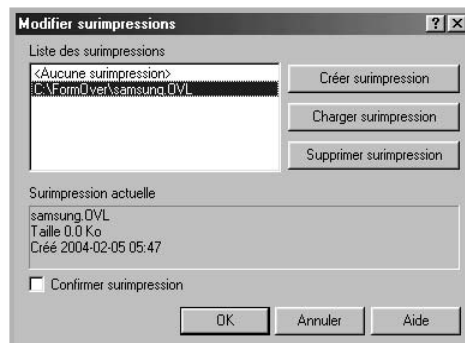 Modifier surimpressions
Liste des surimpressions
<Aucune surimpression>
C:\FormOver\samsung.OVL
Créer surimpression
Charger surimpression
Supprimer surimpression
Surimpression actuelle
samsung.OVL
Taille 0.0 Ko
Créé 2004-02-05 05:47
Confirmer surimpression
OK
Annuler
Aide